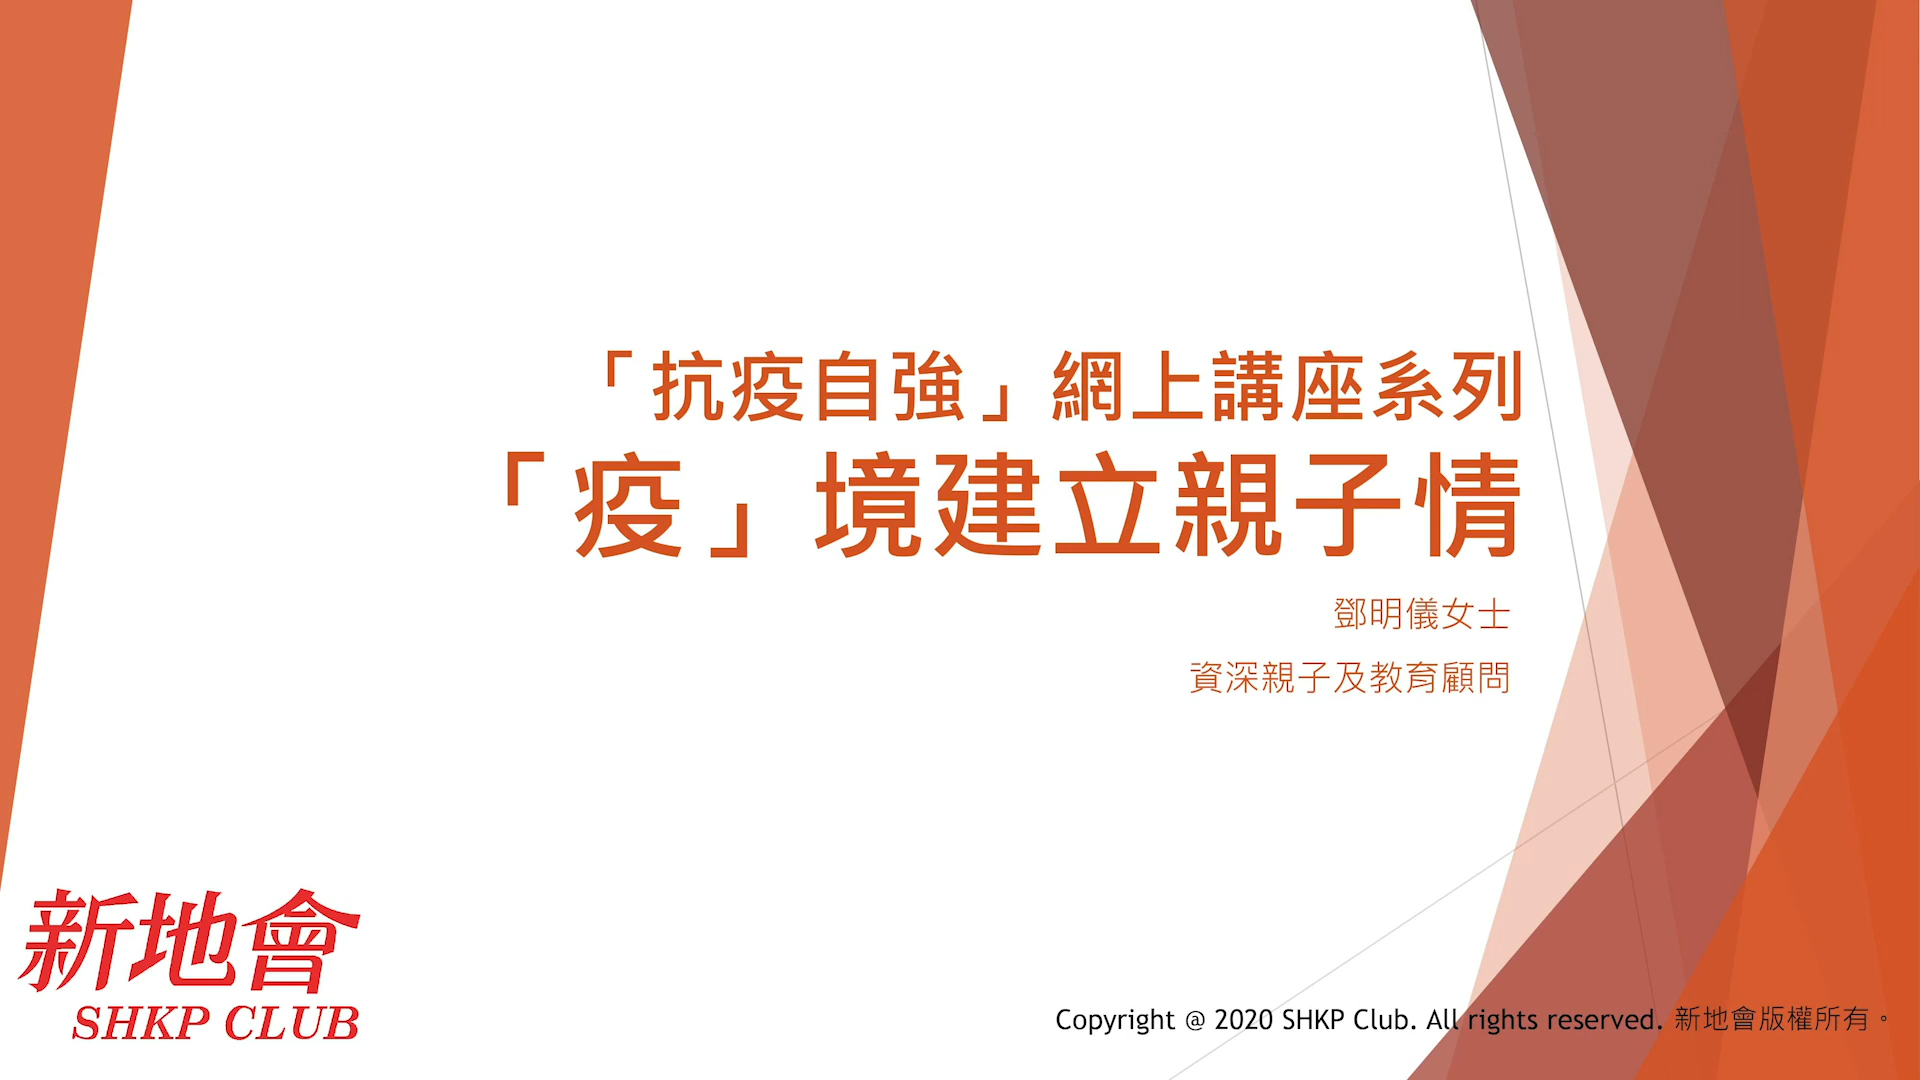 「抗疫自強」網上講座系列
「疫」境建立親子情
鄧明儀女士
資深親子及教育顧問
新地會
SHKP CLUB
Copyright @ 2020 SHKP Club. All rights reserved. 新地會版權所有。